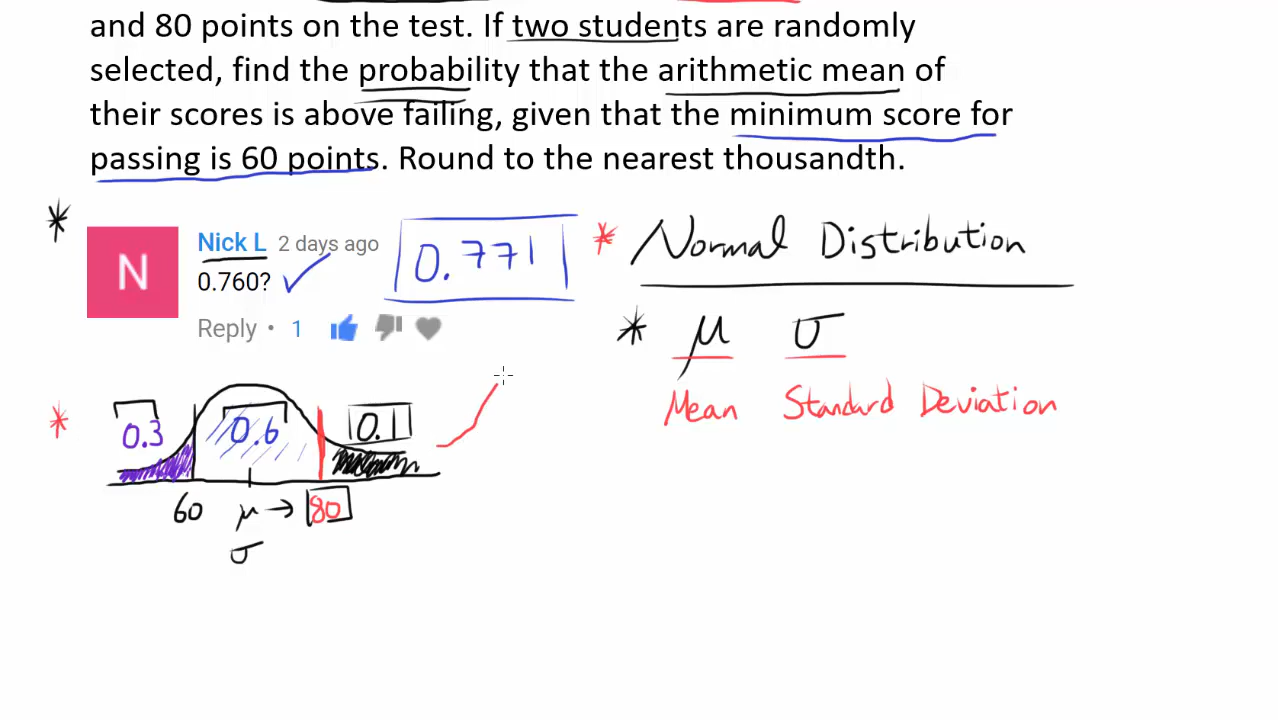 and 80 points on the test. If two students are randomly
selected, find the probability that the arithmetic mean of
their scores is above failing, given that the minimum score for
passing is 60 points. Round to the nearest thousandth.
* N Nick L 2 days ago 0.771 * Normal Distribution
0.760?
Reply • 1 * μ σ
* 0.3 0.6 0.1 Mean Standard Deviation
60 μ → 80
σ